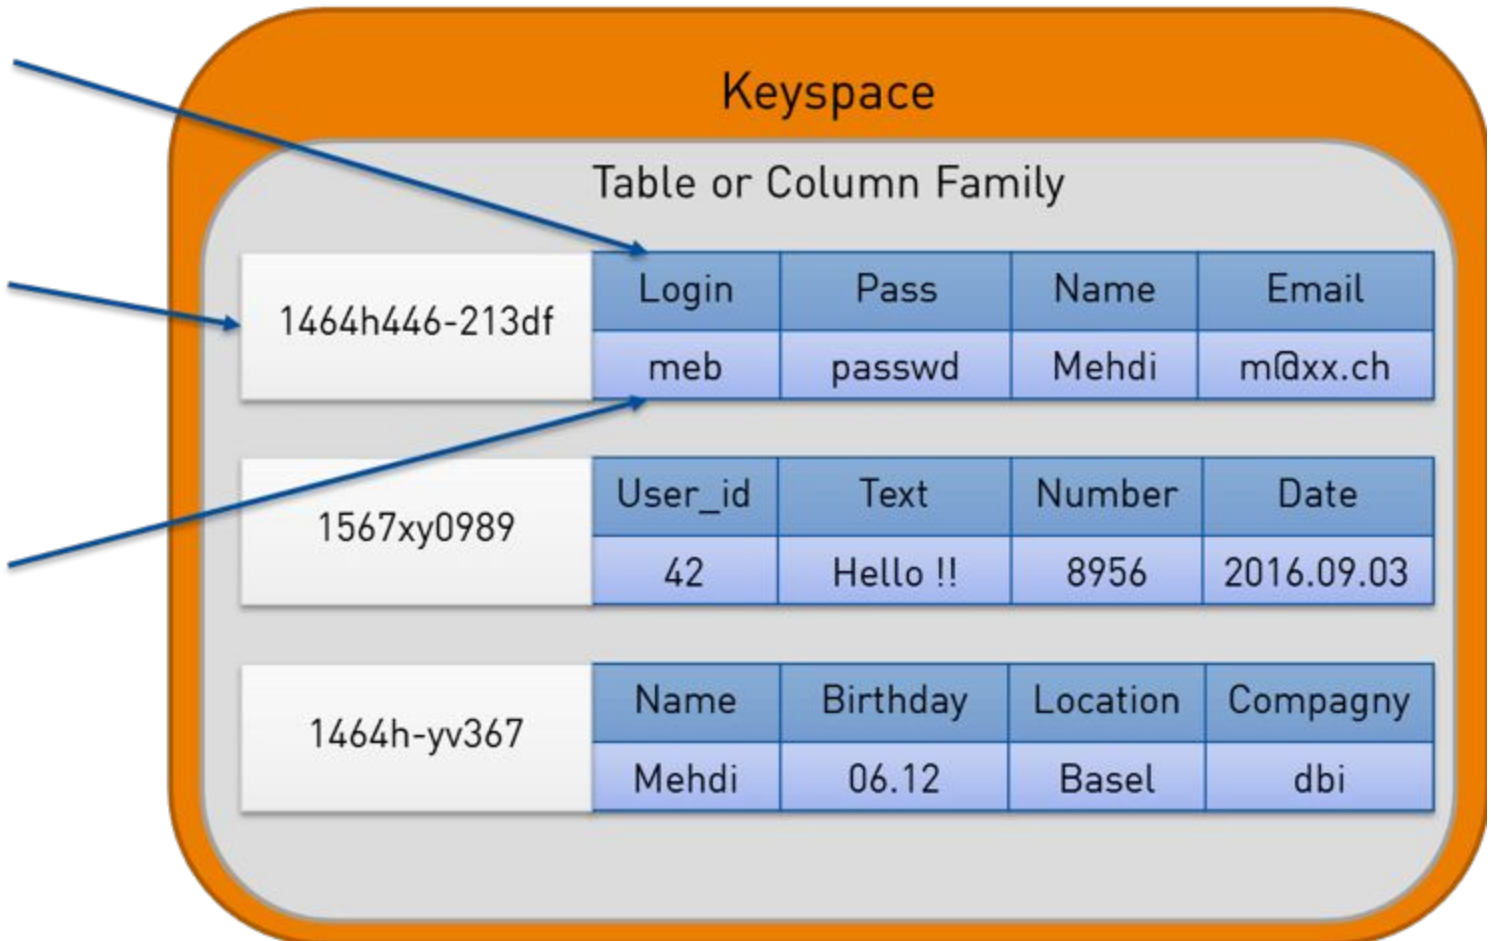 Keyspace
Table or Column Family
1464h446-213df
Login Pass Name Email
meb passwd Mehdi m@xx.ch
1567xy0989
User_id Text Number Date
42 Hello !! 8956 2016.09.03
1464h-yv367
Name Birthday Location Compagny
Mehdi 06.12 Basel dbi